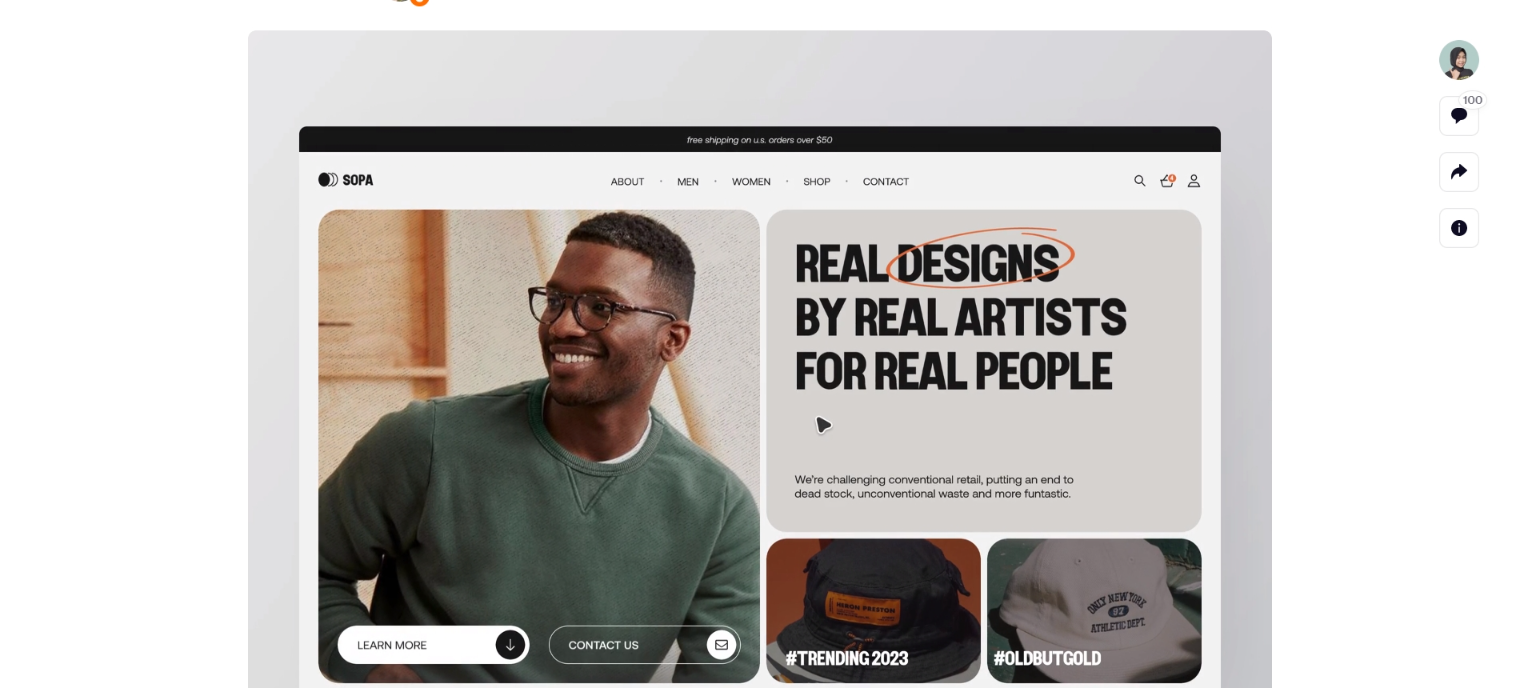 100
free shipping on u.s. orders over $50
SOPA
ABOUT · MEN · WOMEN · SHOP · CONTACT
4
REAL DESIGNS
BY REAL ARTISTS
FOR REAL PEOPLE
We're challenging conventional retail, putting an end to
dead stock, unconventional waste and more funtastic.
LEARN MORE
CONTACT US
HERON PRESTON
#TRENDING 2023
ONLY NEW YORK
92
ATHLETIC DEPT.
#OLDBUTGOLD